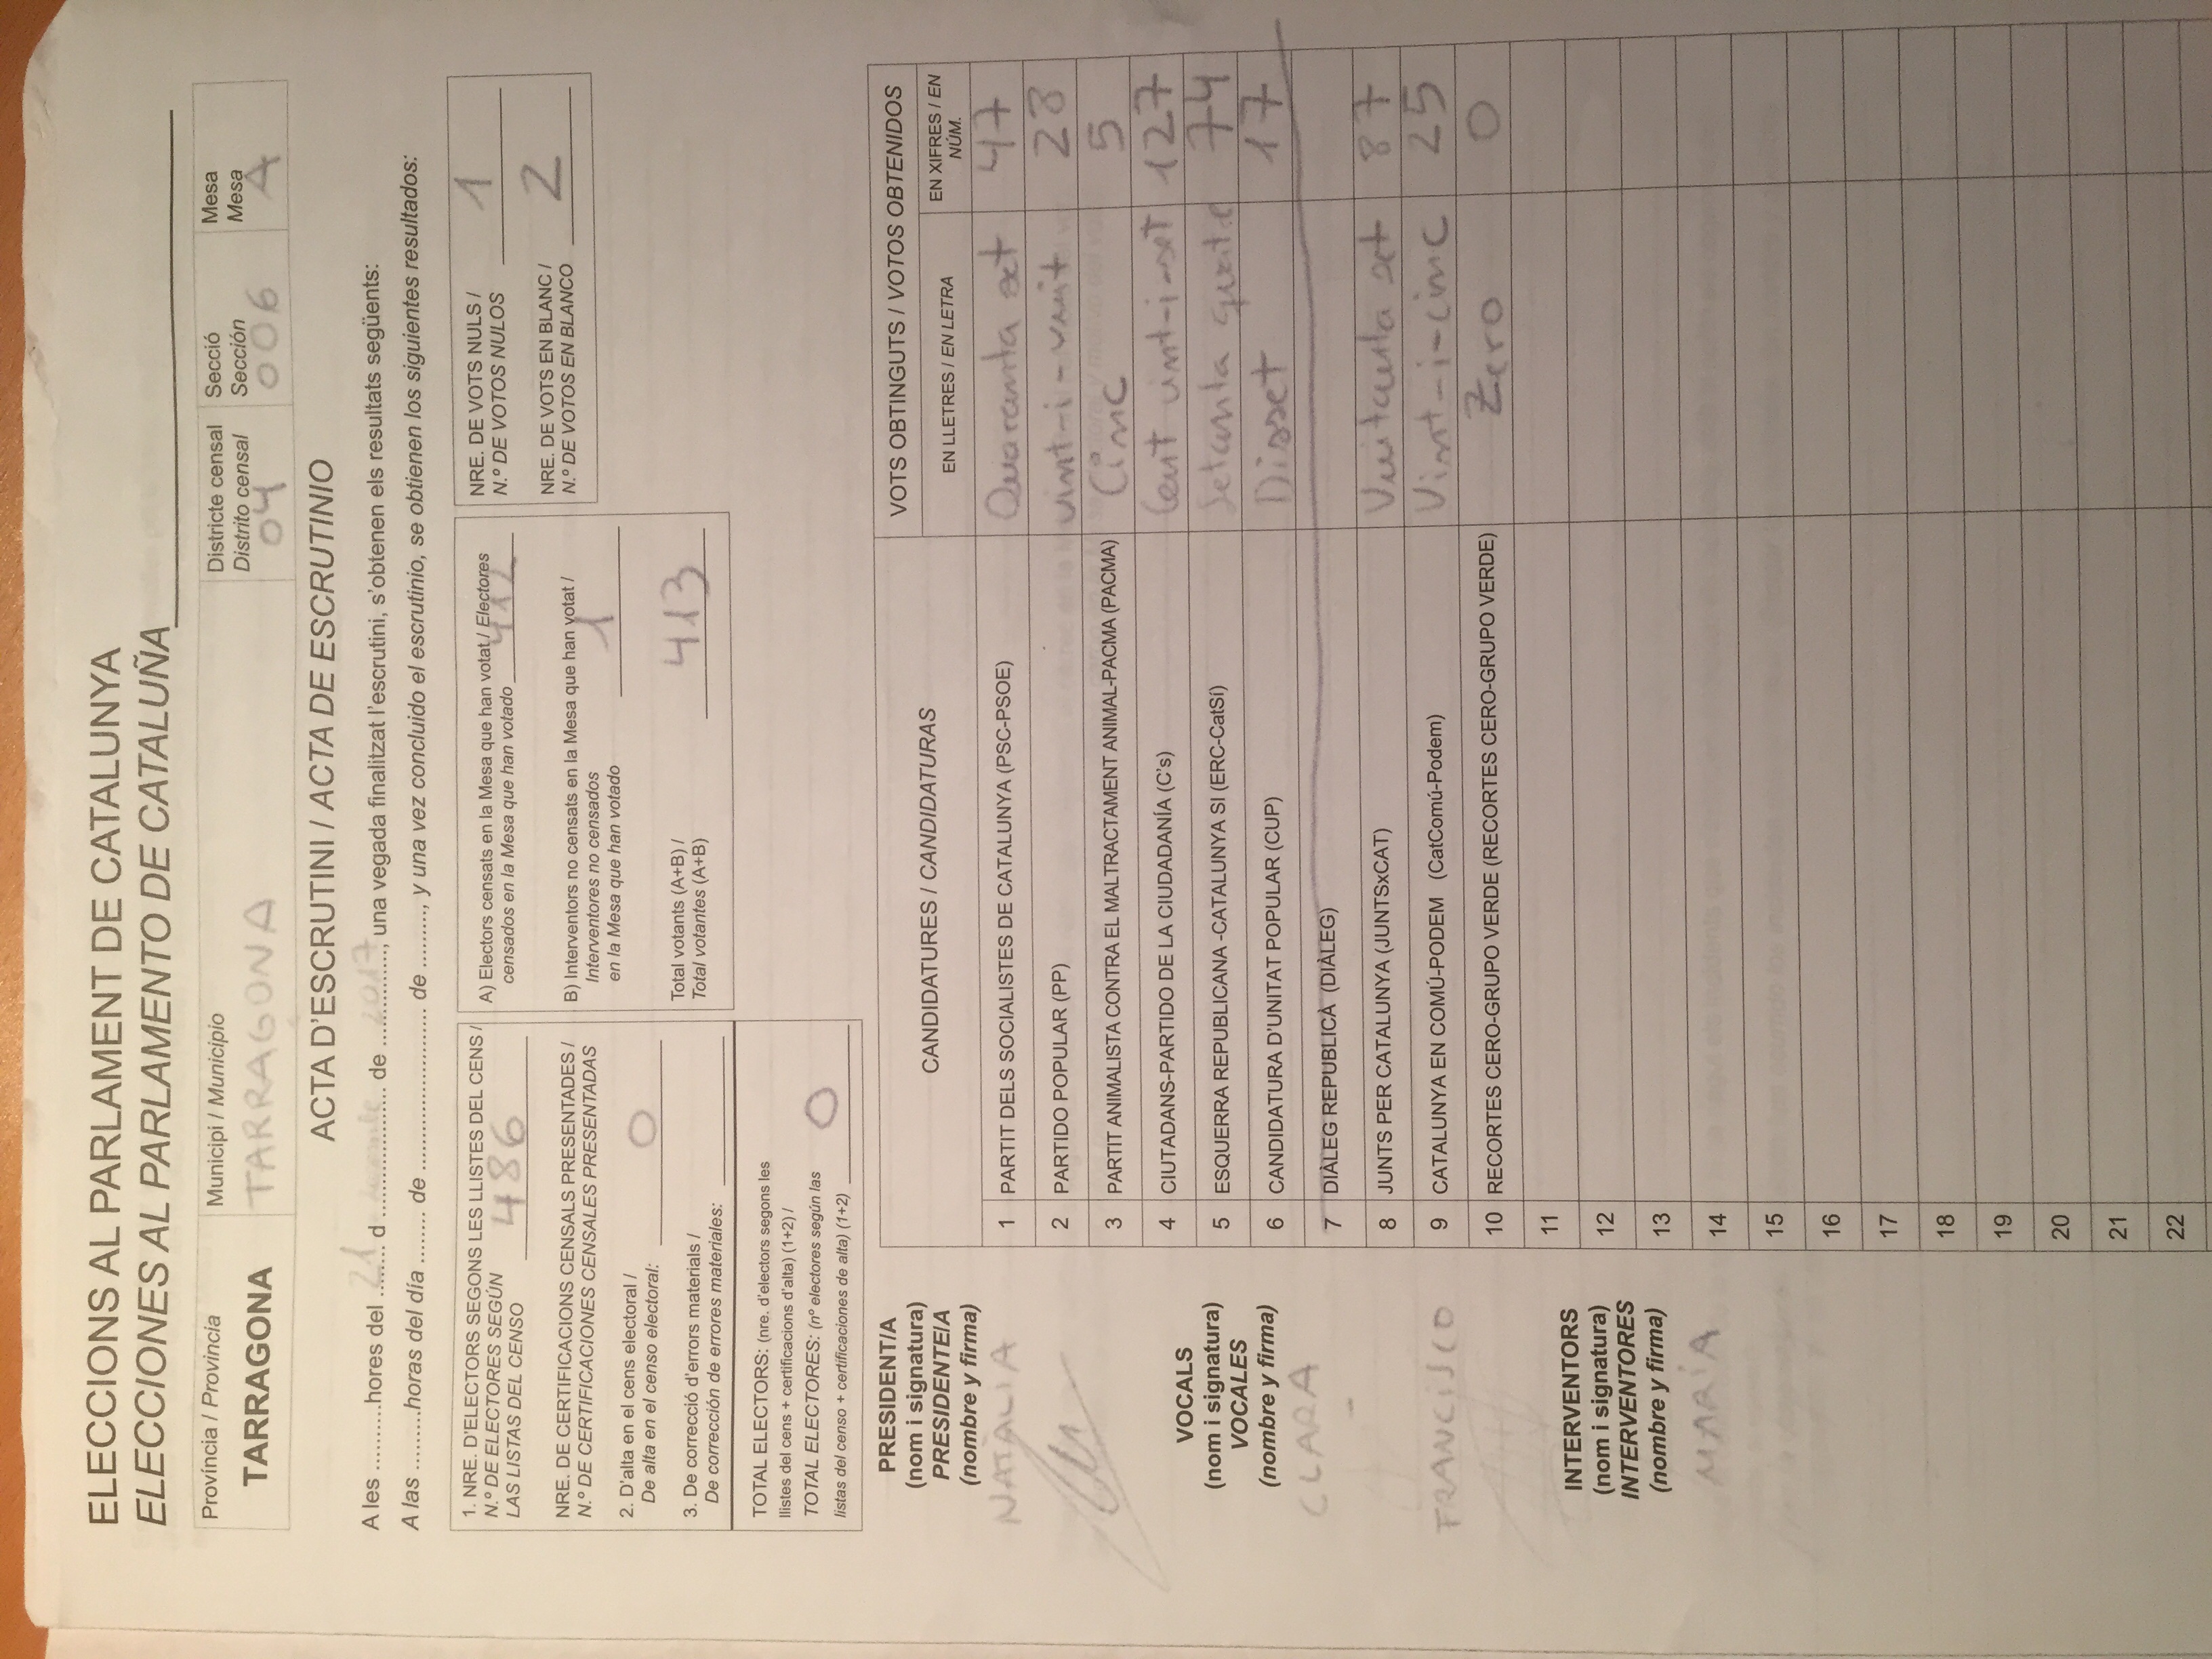 ELECCIONS AL PARLAMENT DE CATALUNYA
ELECCIONES AL PARLAMENTO DE CATALUÑA
Província / Provincia
TARRAGONA
Municipi / Municipio
TARRAGONA
Districte censal
Distrito censal
04
Secció
Sección
006
Mesa
Mesa
A
ACTA D'ESCRUTINI / ACTA DE ESCRUTINIO
A les ..........hores del 21 d ...................... de 2017, una vegada finalitzat l'escrutini, s'obtenen els resultats següents:
A las .........horas del día ........ de .......................... de ........., y una vez concluido el escrutinio, se obtienen los siguientes resultados:
1. NRE. D'ELECTORS SEGONS LES LLISTES DEL CENS /
N.º DE ELECTORES SEGÚN
LAS LISTAS DEL CENSO 486
NRE. DE CERTIFICACIONS CENSALS PRESENTADES /
N.º DE CERTIFICACIONES CENSALES PRESENTADAS
2. D'alta en el cens electoral /
De alta en el censo electoral: 0
3. De correcció d'errors materials /
De corrección de errores materiales:
TOTAL ELECTORS: (nre. d'electors segons les
llistes del cens + certificacions d'alta) (1+2) /
TOTAL ELECTORES: (nº electores según las
listas del censo + certificaciones de alta) (1+2) 0
A) Electors censats en la Mesa que han votat / Electores
censados en la Mesa que han votado 412
B) Interventors no censats en la Mesa que han votat /
Interventores no censados
en la Mesa que han votado 1
Total votants (A+B) /
Total votantes (A+B) 413
NRE. DE VOTS NULS /
N.º DE VOTOS NULOS 1
NRE. DE VOTS EN BLANC /
N.º DE VOTOS EN BLANCO 2
PRESIDENT/A
(nom i signatura)
PRESIDENTE/A
(nombre y firma)
NATÀLIA
VOCALS
(nom i signatura)
VOCALES
(nombre y firma)
CLARA
FRANCISCO
INTERVENTORS
(nom i signatura)
INTERVENTORES
(nombre y firma)
MARÍA
CANDIDATURES / CANDIDATURAS
VOTS OBTINGUTS / VOTOS OBTENIDOS
EN LLETRES / EN LETRA
EN XIFRES / EN
NÚM.
1 PARTIT DELS SOCIALISTES DE CATALUNYA (PSC-PSOE) Quaranta set 47
2 PARTIDO POPULAR (PP) vint-i-vuit 28
3 PARTIT ANIMALISTA CONTRA EL MALTRACTAMENT ANIMAL-PACMA (PACMA) Cinc 5
4 CIUTADANS-PARTIDO DE LA CIUDADANÍA (C's) Cent vint-i-set 127
5 ESQUERRA REPUBLICANA -CATALUNYA SI (ERC-CatSí) Setanta quatre 74
6 CANDIDATURA D'UNITAT POPULAR (CUP) Disset 17
7 DIÀLEG REPUBLICÀ (DIÀLEG)
8 JUNTS PER CATALUNYA (JUNTSxCAT) Vuitanta set 87
9 CATALUNYA EN COMÚ-PODEM (CatComú-Podem) Vint-i-cinc 25
10 RECORTES CERO-GRUPO VERDE (RECORTES CERO-GRUPO VERDE) Zero 0
11
12
13
14
15
16
17
18
19
20
21
22